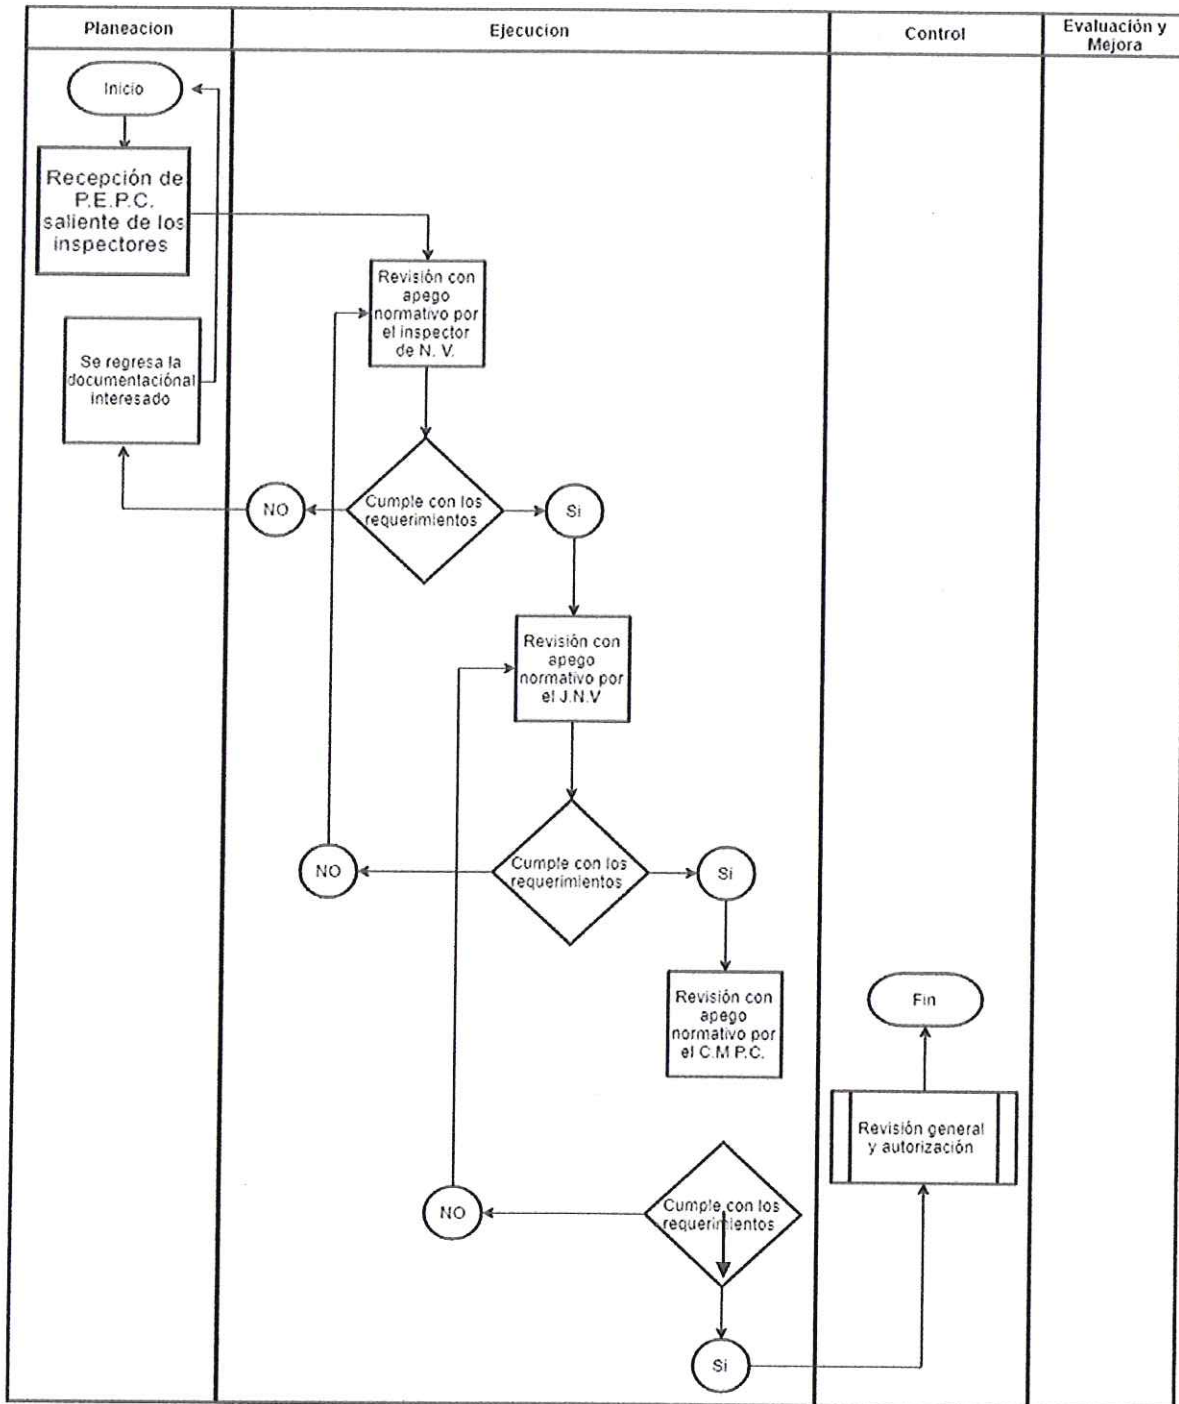 Planeacion
Ejecucion
Control
Evaluación y
Mejora
Inicio
Recepción de
P.E.P.C.
saliente de los
inspectores
Revisión con
apego
normativo por
el inspector
de N. V.
Se regresa la
documentaciónal
interesado
NO
Cumple con los
requerimientos
Si
Revisión con
apego
normativo por
el J.N.V
NO
Cumple con los
requerimientos
Si
Revisión con
apego
normativo por
el C.M P.C.
Fin
Revisión general
y autorización
NO
Cumple con los
requerimientos
Si